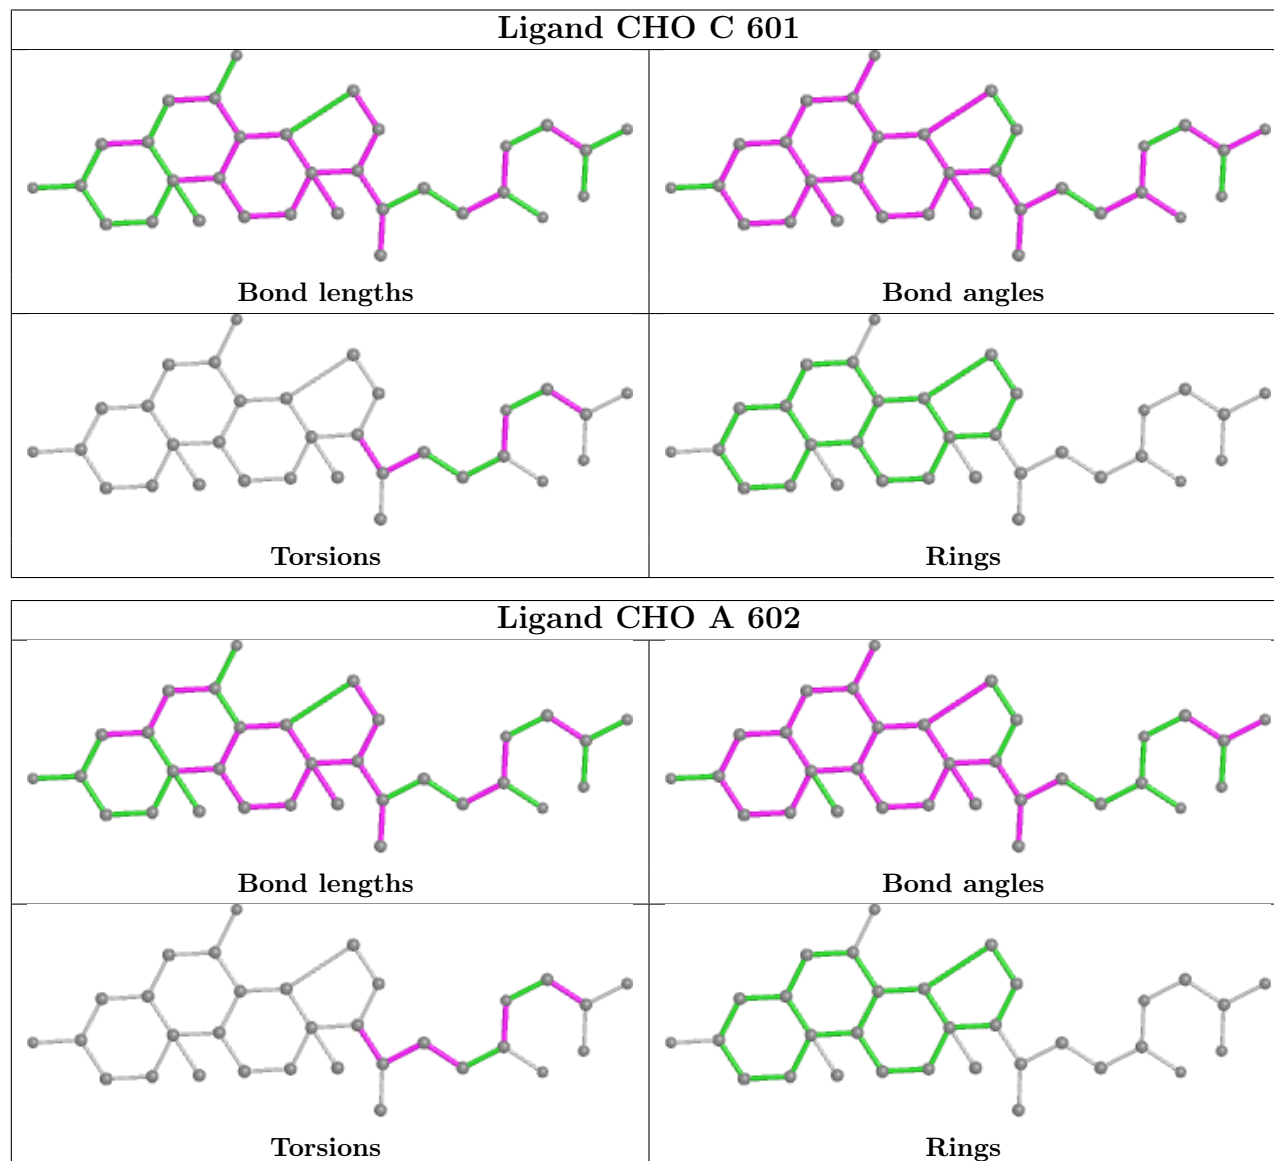 Ligand CHO C 601
Bond lengths
Bond angles
Torsions
Rings
Ligand CHO A 602
Bond lengths
Bond angles
Torsions
Rings